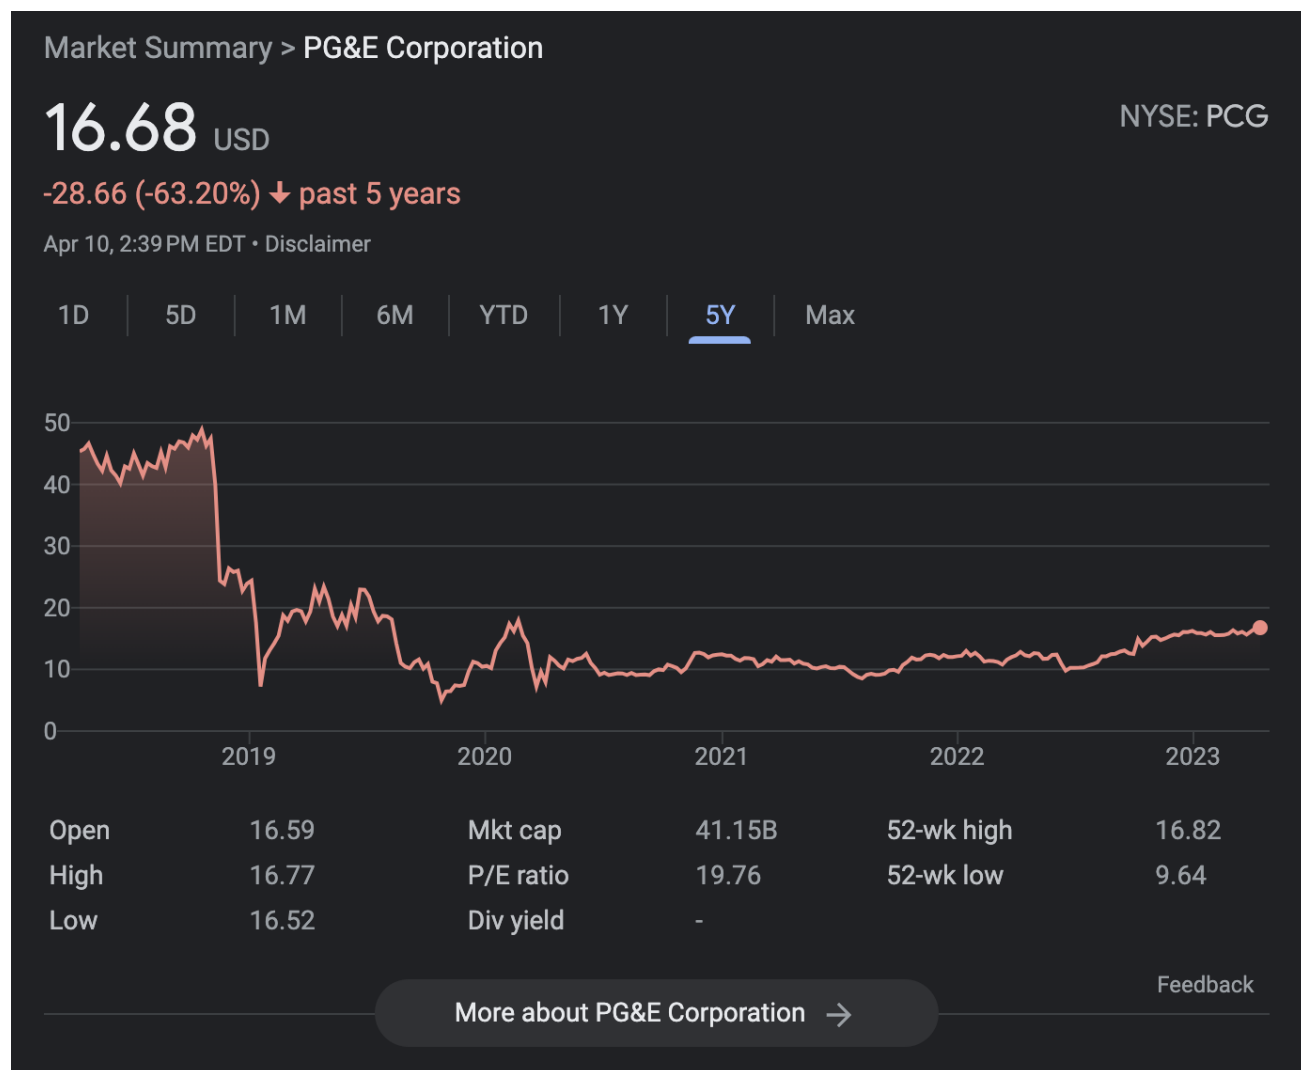 Market Summary > PG&E Corporation
16.68 USD
NYSE: PCG
-28.66 (-63.20%) ↓ past 5 years
Apr 10, 2:39 PM EDT • Disclaimer
1D 5D 1M 6M YTD 1Y 5Y Max
50
40
30
20
10
0
2019 2020 2021 2022 2023
Open 16.59 Mkt cap 41.15B 52-wk high 16.82
High 16.77 P/E ratio 19.76 52-wk low 9.64
Low 16.52 Div yield -
Feedback
More about PG&E Corporation →